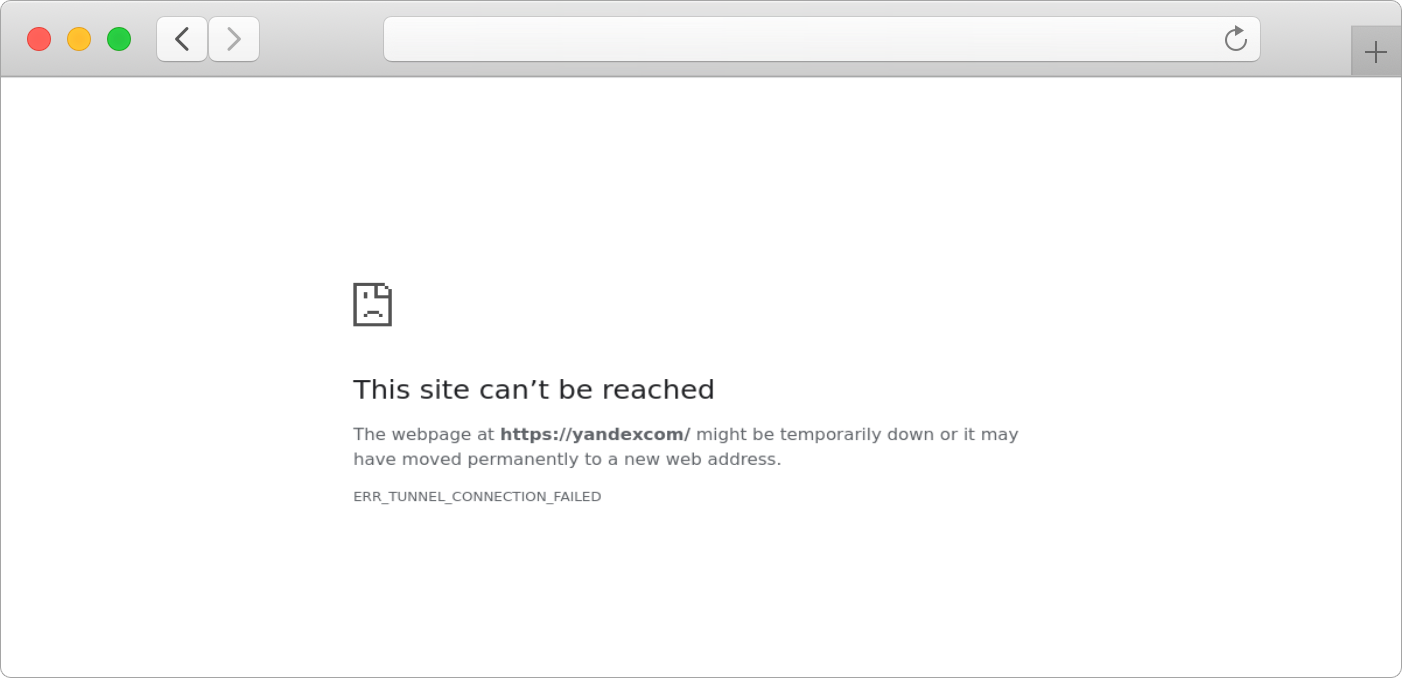 This site can’t be reached
The webpage at https://yandexcom/ might be temporarily down or it may
have moved permanently to a new web address.
ERR_TUNNEL_CONNECTION_FAILED